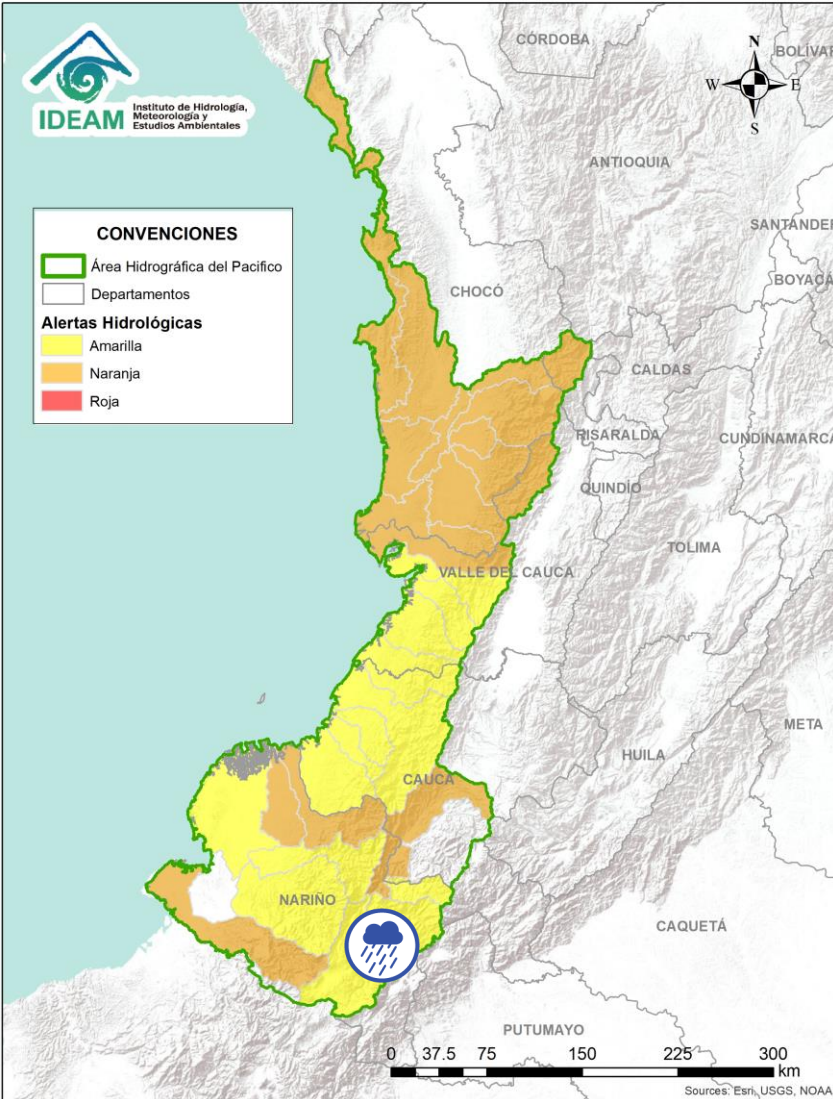 IDEAM
Instituto de Hidrología,
Meteorología y
Estudios Ambientales
N
W
E
S
CÓRDOBA
BOLÍVAR
ANTIOQUIA
SANTANDER
BOYACÁ
CONVENCIONES
Área Hidrográfica del Pacifico
Departamentos
Alertas Hidrológicas
Amarilla
Naranja
Roja
CHOCÓ
CALDAS
RISARALDA
CUNDINAMARCA
QUINDÍO
TOLIMA
VALLE DEL CAUCA
META
HUILA
CAUCA
NARIÑO
CAQUETÁ
PUTUMAYO
0 37.5 75 150 225 300
km
Sources: Esri, USGS, NOAA